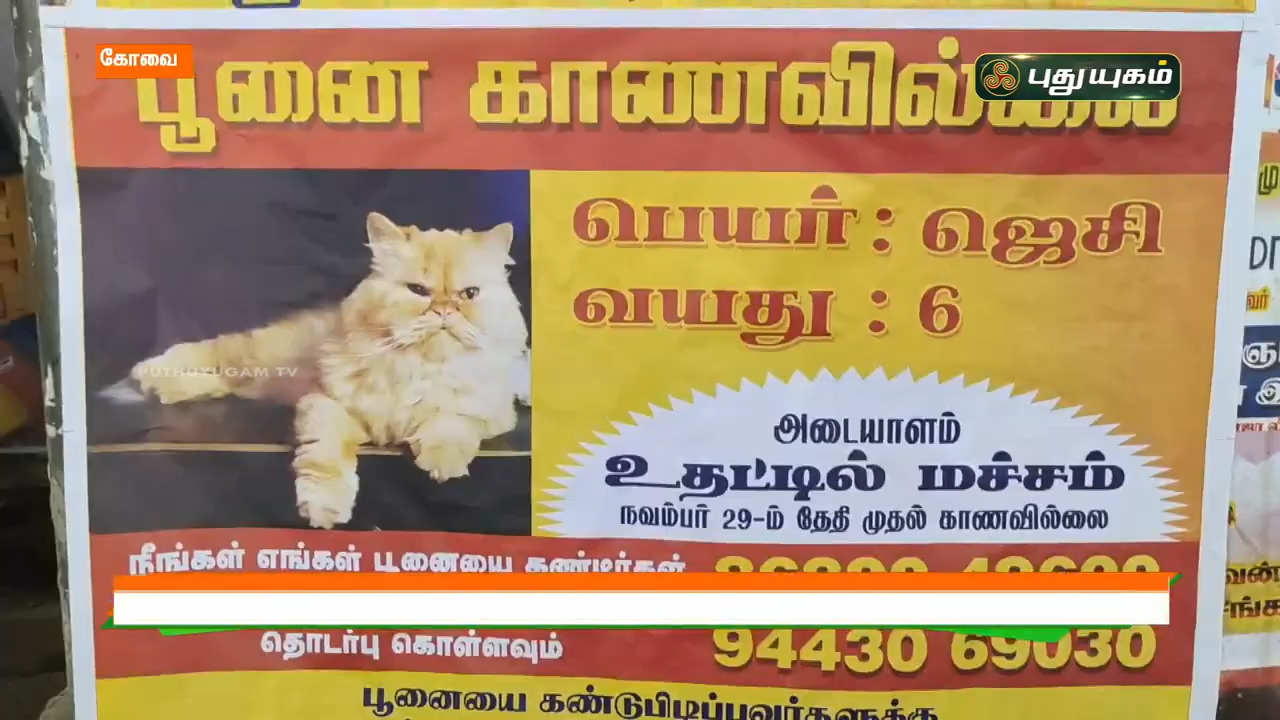 கோவை
புதுயுகம்
பூனை காணவில்லை
பெயர் : ஜெசி
வயது : 6
PUTHUYUGAM TV
அடையாளம்
உதட்டில் மச்சம்
நவம்பர் 29-ம் தேதி முதல் காணவில்லை
நீங்கள் எங்கள் பூனையை கண்டீர்கள்
தொடர்பு கொள்ளவும்
94430 69030
பூனையை கண்டுபிடிப்பவர்களுக்கு